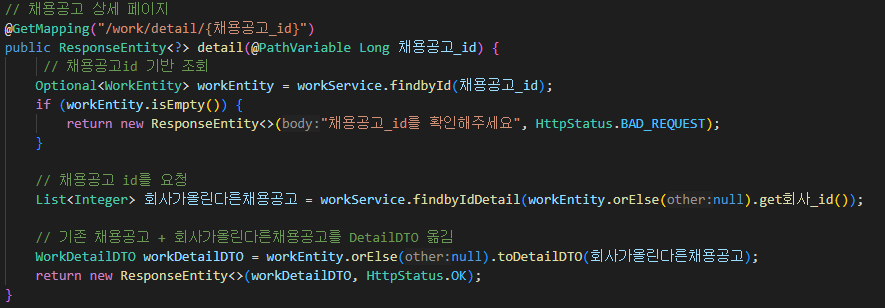 // 채용공고 상세 페이지
@GetMapping("/work/detail/{채용공고_id}")
public ResponseEntity<?> detail(@PathVariable Long 채용공고_id) {
// 채용공고id 기반 조회
Optional<WorkEntity> workEntity = workService.findbyId(채용공고_id);
if (workEntity.isEmpty()) {
return new ResponseEntity<>(body:"채용공고_id를 확인해주세요", HttpStatus.BAD_REQUEST);
}
// 채용공고 id를 요청
List<Integer> 회사가올린다른채용공고 = workService.findbyIdDetail(workEntity.orElse(other:null).get회사_id());
// 기존 채용공고 + 회사가올린다른채용공고를 DetailDTO 옮김
WorkDetailDTO workDetailDTO = workEntity.orElse(other:null).toDetailDTO(회사가올린다른채용공고);
return new ResponseEntity<>(workDetailDTO, HttpStatus.OK);
}